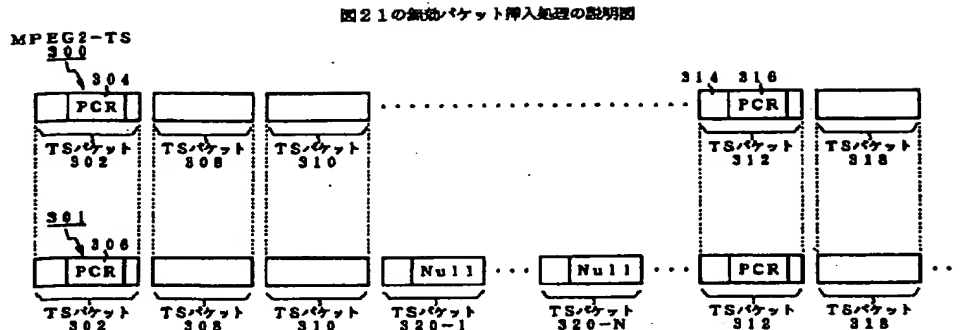 図21の無効パケット挿入処理の説明図
MPEG2-TS
300
304
PCR
314
316
PCR
TSパケット
302
TSパケット
308
TSパケット
310
TSパケット
312
TSパケット
318
301
306
PCR
Null
Null
PCR
TSパケット
302
TSパケット
308
TSパケット
310
TSパケット
320-1
TSパケット
320-N
TSパケット
312
TSパケット
318